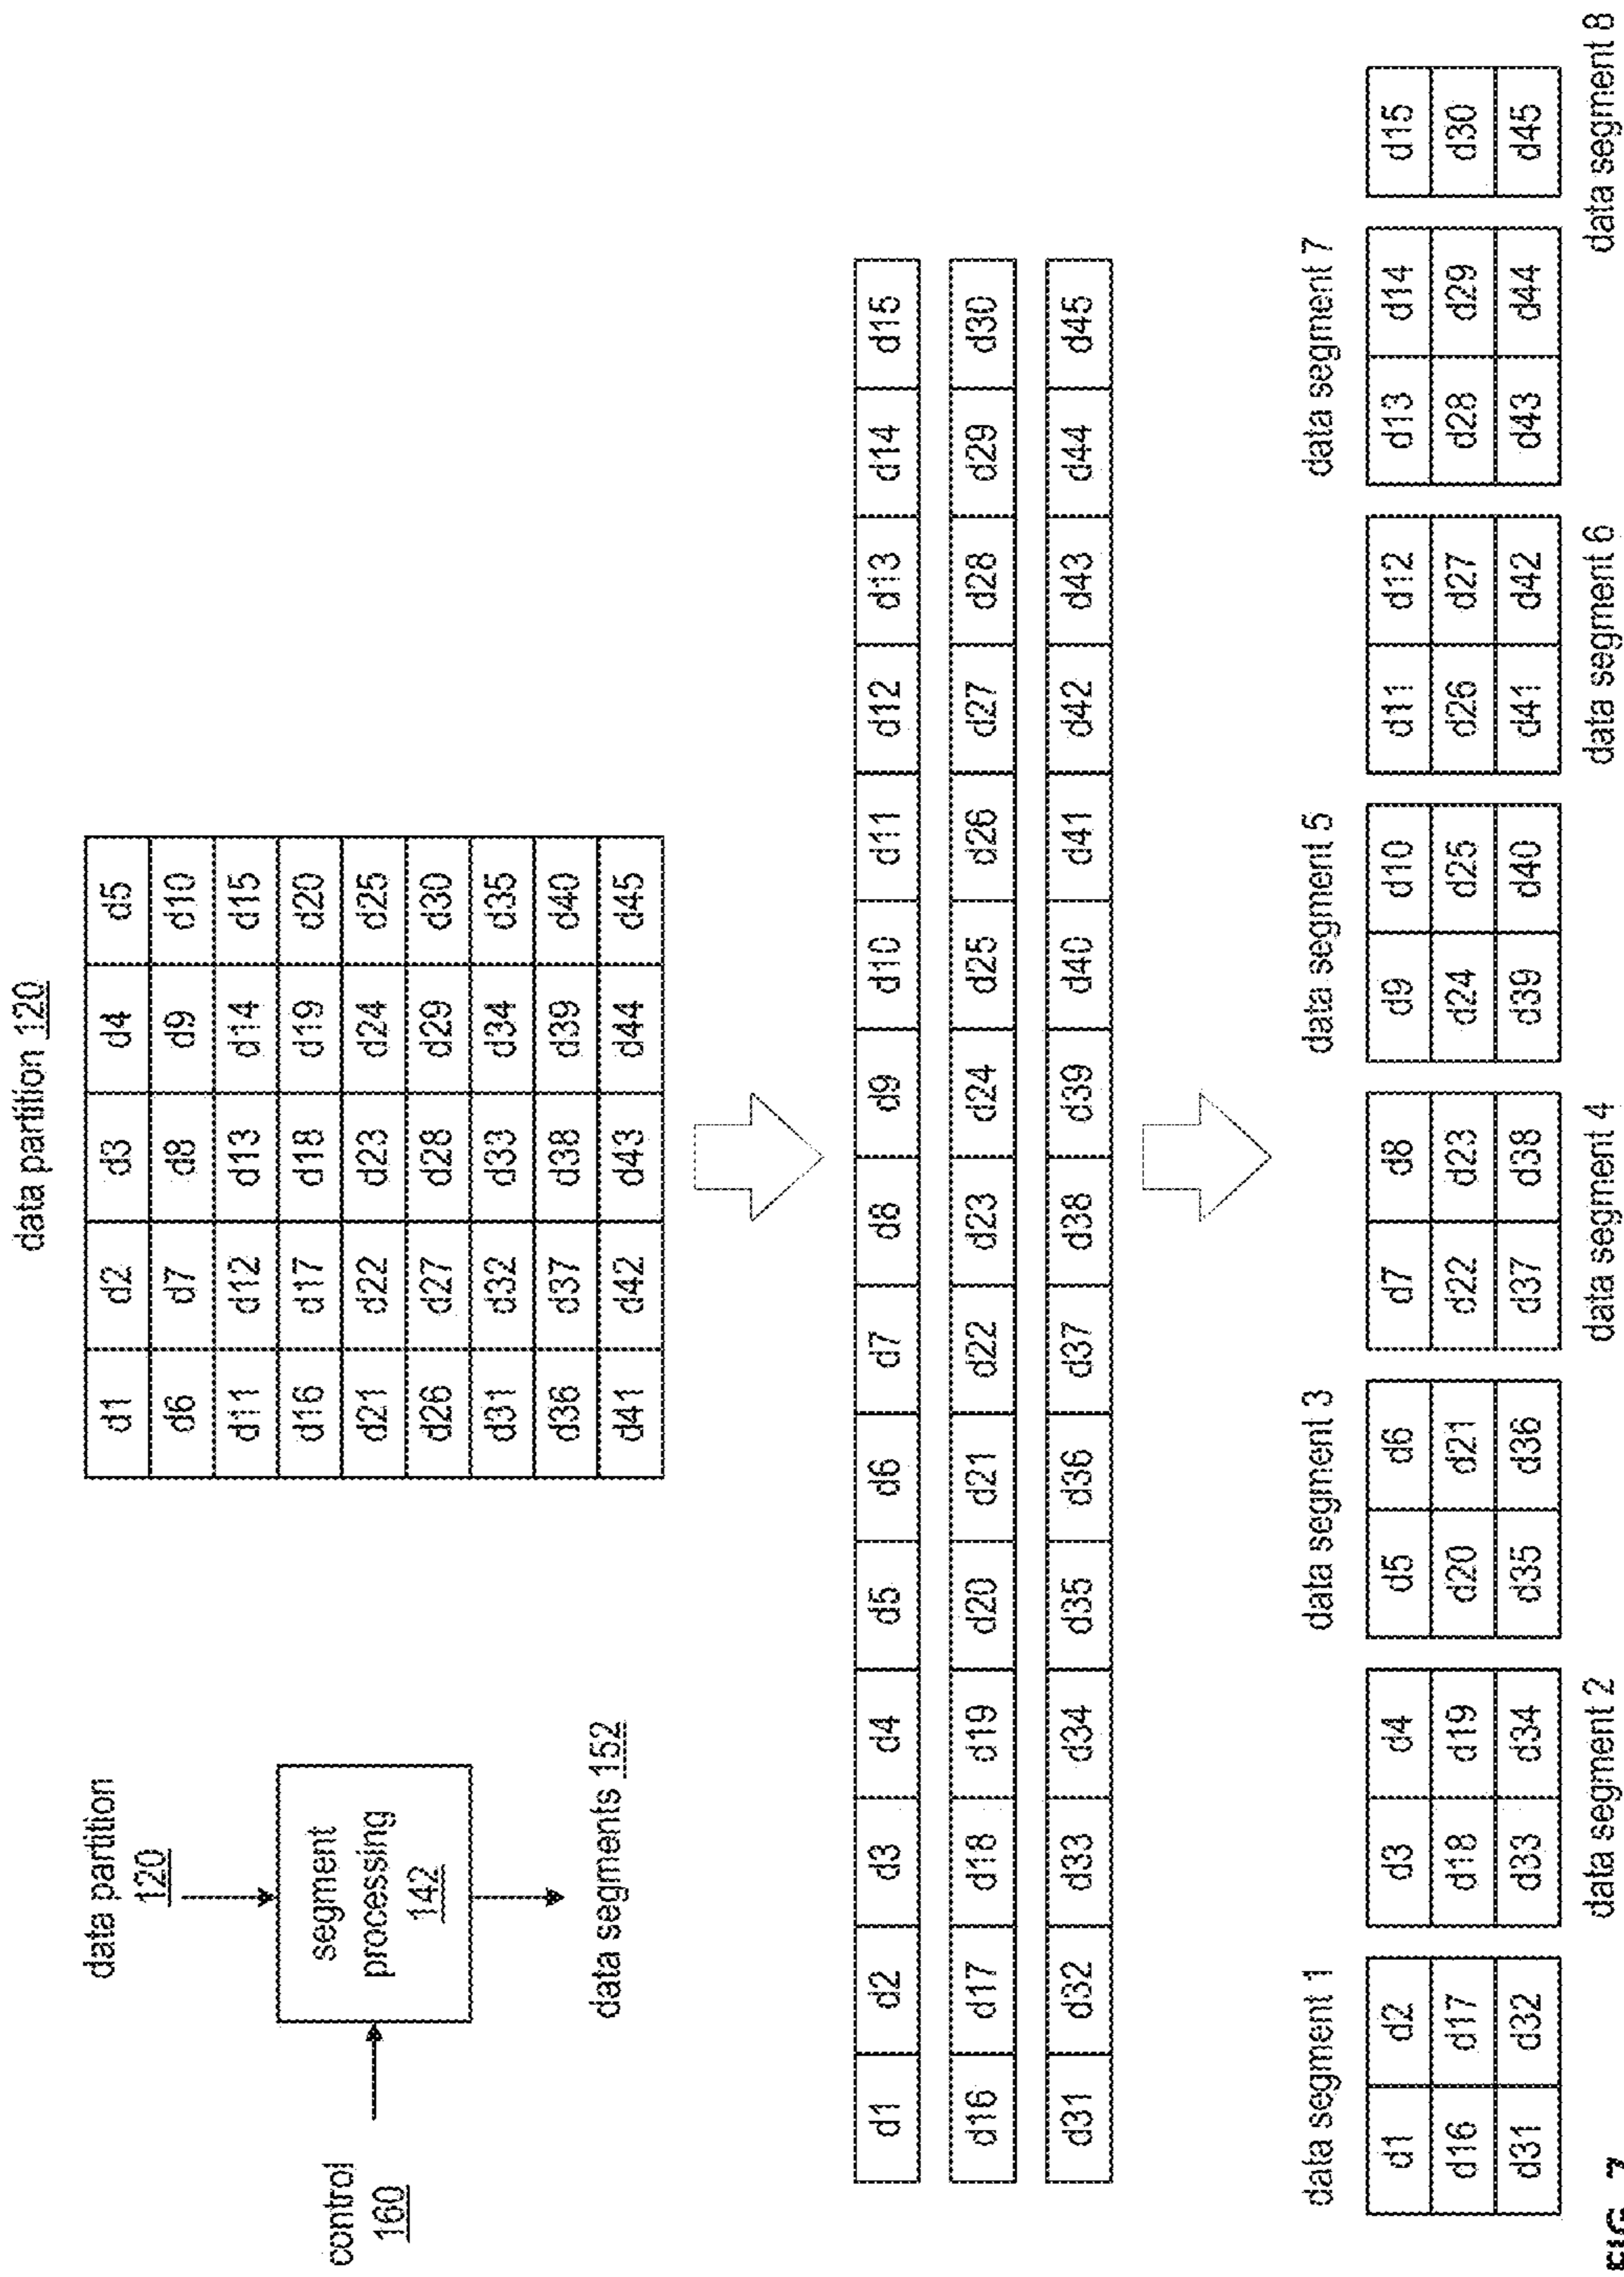 data partition
120
control
160
segment
processing
142
data segments 152
data partition 120
d1 d2 d3 d4 d5
d6 d7 d8 d9 d10
d11 d12 d13 d14 d15
d16 d17 d18 d19 d20
d21 d22 d23 d24 d25
d26 d27 d28 d29 d30
d31 d32 d33 d34 d35
d36 d37 d38 d39 d40
d41 d42 d43 d44 d45
d1 d2 d3 d4 d5 d6 d7 d8 d9 d10 d11 d12 d13 d14 d15
d16 d17 d18 d19 d20 d21 d22 d23 d24 d25 d26 d27 d28 d29 d30
d31 d32 d33 d34 d35 d36 d37 d38 d39 d40 d41 d42 d43 d44 d45
data segment 1 data segment 3 data segment 5 data segment 7
d1 d2 d3 d4 d5 d6 d7 d8 d9 d10 d11 d12 d13 d14 d15
d16 d17 d18 d19 d20 d21 d22 d23 d24 d25 d26 d27 d28 d29 d30
d31 d32 d33 d34 d35 d36 d37 d38 d39 d40 d41 d42 d43 d44 d45
data segment 2 data segment 4 data segment 6 data segment 8
FIG. 7